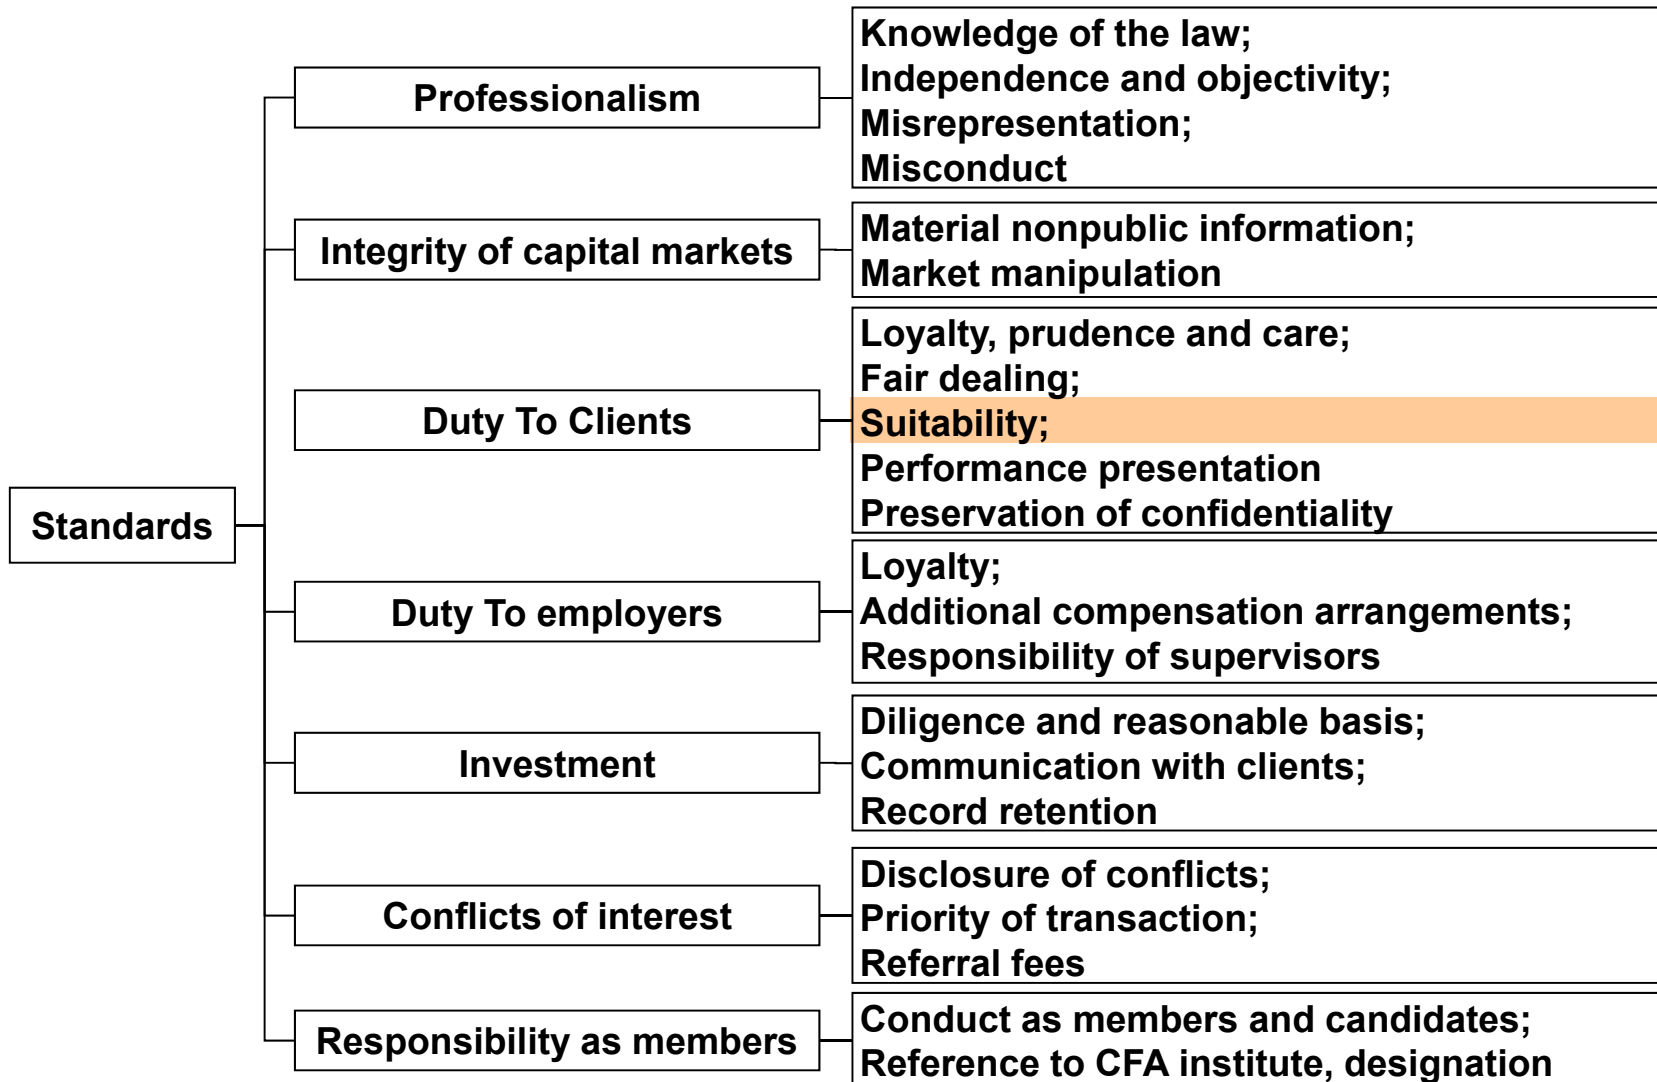 Standards
Professionalism
Knowledge of the law;
Independence and objectivity;
Misrepresentation;
Misconduct
Integrity of capital markets
Material nonpublic information;
Market manipulation
Duty To Clients
Loyalty, prudence and care;
Fair dealing;
Suitability;
Performance presentation
Preservation of confidentiality
Duty To employers
Loyalty;
Additional compensation arrangements;
Responsibility of supervisors
Investment
Diligence and reasonable basis;
Communication with clients;
Record retention
Conflicts of interest
Disclosure of conflicts;
Priority of transaction;
Referral fees
Responsibility as members
Conduct as members and candidates;
Reference to CFA institute, designation